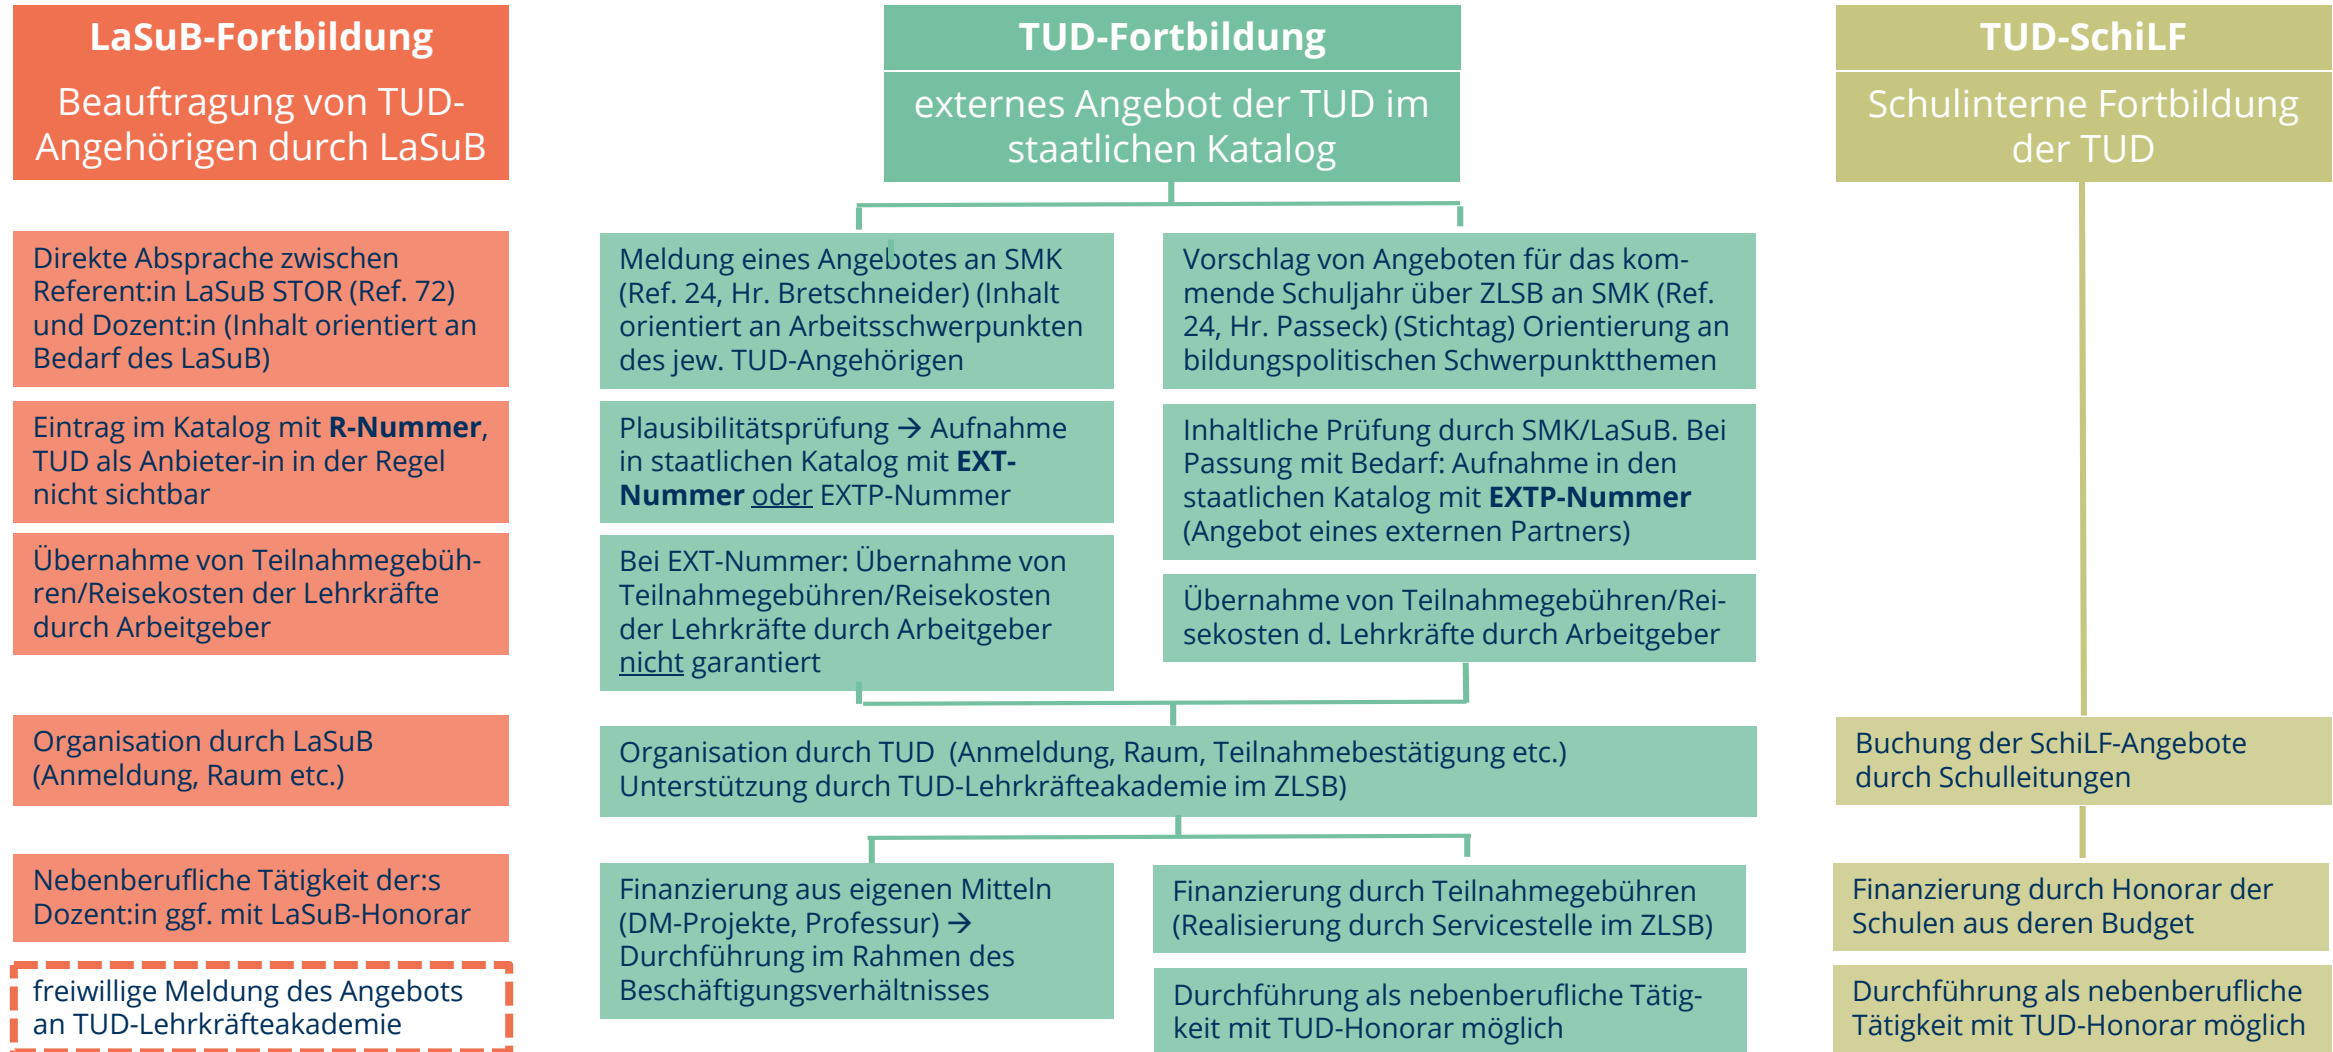 LaSuB-Fortbildung
Beauftragung von TUD-
Angehörigen durch LaSuB
Direkte Absprache zwischen
Referent:in LaSuB STOR (Ref. 72)
und Dozent:in (Inhalt orientiert an
Bedarf des LaSuB)
Eintrag im Katalog mit R-Nummer,
TUD als Anbieter-in in der Regel
nicht sichtbar
Übernahme von Teilnahmegebüh-
ren/Reisekosten der Lehrkräfte
durch Arbeitgeber
Organisation durch LaSuB
(Anmeldung, Raum etc.)
Nebenberufliche Tätigkeit der:s
Dozent:in ggf. mit LaSuB-Honorar
freiwillige Meldung des Angebots
an TUD-Lehrkräfteakademie
TUD-Fortbildung
externes Angebot der TUD im
staatlichen Katalog
Meldung eines Angebotes an SMK
(Ref. 24, Hr. Bretschneider) (Inhalt
orientiert an Arbeitsschwerpunkten
des jew. TUD-Angehörigen
Plausibilitätsprüfung → Aufnahme
in staatlichen Katalog mit EXT-
Nummer oder EXTP-Nummer
Bei EXT-Nummer: Übernahme von
Teilnahmegebühren/Reisekosten
der Lehrkräfte durch Arbeitgeber
nicht garantiert
Vorschlag von Angeboten für das kom-
mende Schuljahr über ZLSB an SMK (Ref.
24, Hr. Passeck) (Stichtag) Orientierung an
bildungspolitischen Schwerpunktthemen
Inhaltliche Prüfung durch SMK/LaSuB. Bei
Passung mit Bedarf: Aufnahme in den
staatlichen Katalog mit EXTP-Nummer
(Angebot eines externen Partners)
Übernahme von Teilnahmegebühren/Rei-
sekosten d. Lehrkräfte durch Arbeitgeber
Organisation durch TUD (Anmeldung, Raum, Teilnahmebestätigung etc.)
Unterstützung durch TUD-Lehrkräfteakademie im ZLSB)
Finanzierung aus eigenen Mitteln
(DM-Projekte, Professur) →
Durchführung im Rahmen des
Beschäftigungsverhältnisses
Finanzierung durch Teilnahmegebühren
(Realisierung durch Servicestelle im ZLSB)
Durchführung als nebenberufliche Tätig-
keit mit TUD-Honorar möglich
TUD-SchiLF
Schulinterne Fortbildung
der TUD
Buchung der SchiLF-Angebote
durch Schulleitungen
Finanzierung durch Honorar der
Schulen aus deren Budget
Durchführung als nebenberufliche
Tätigkeit mit TUD-Honorar möglich